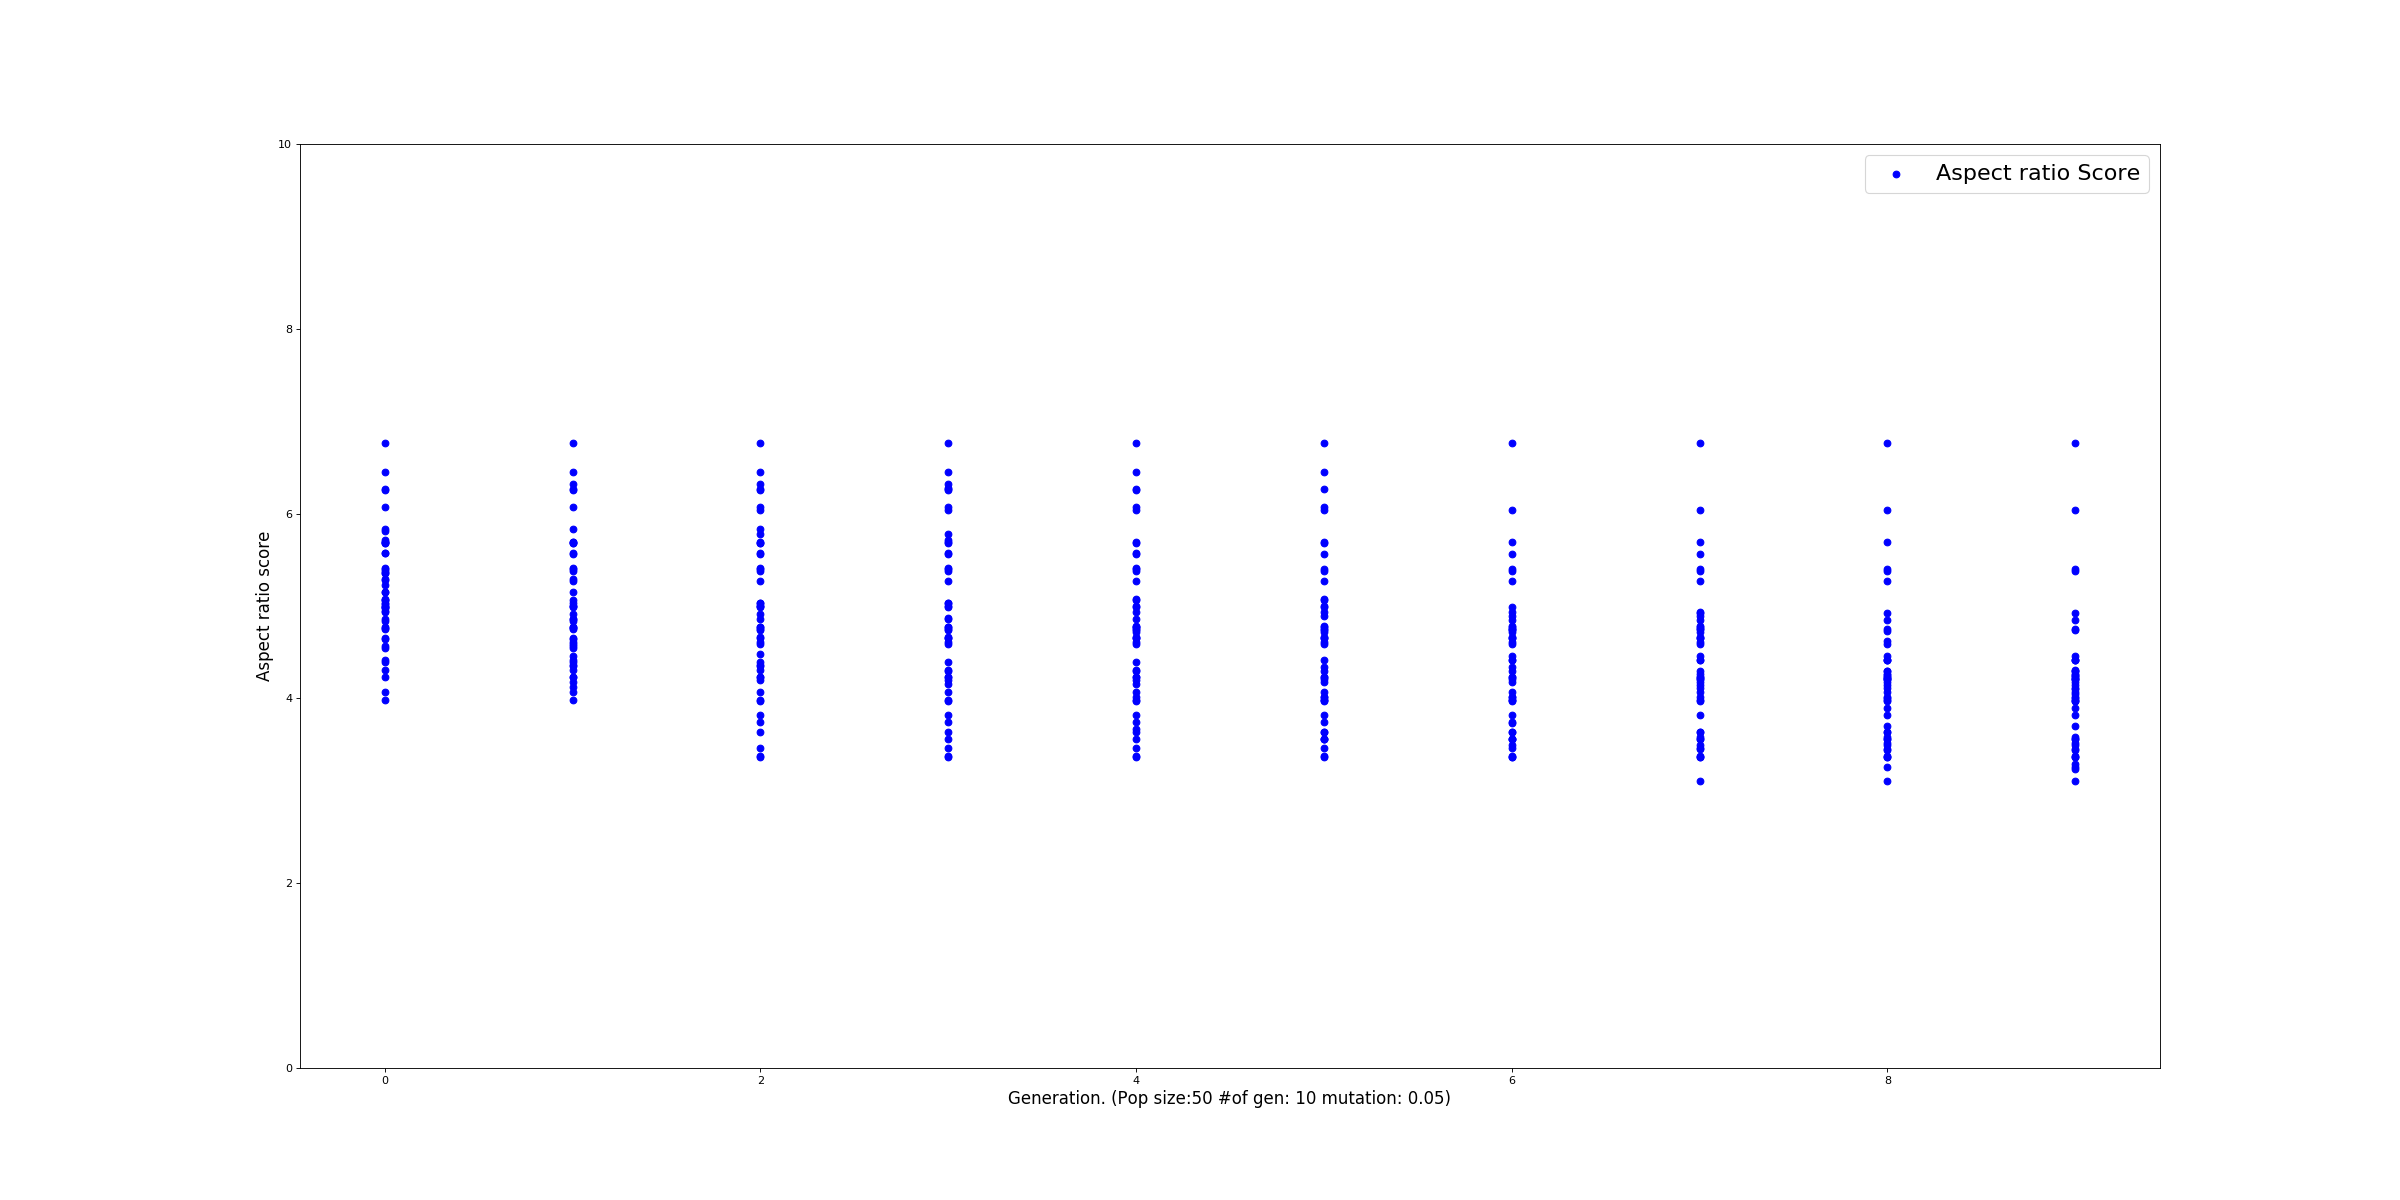 Aspect ratio Score
10
8
6
4
2
0
Aspect ratio score
0 2 4 6 8
Generation. (Pop size:50 #of gen: 10 mutation: 0.05)